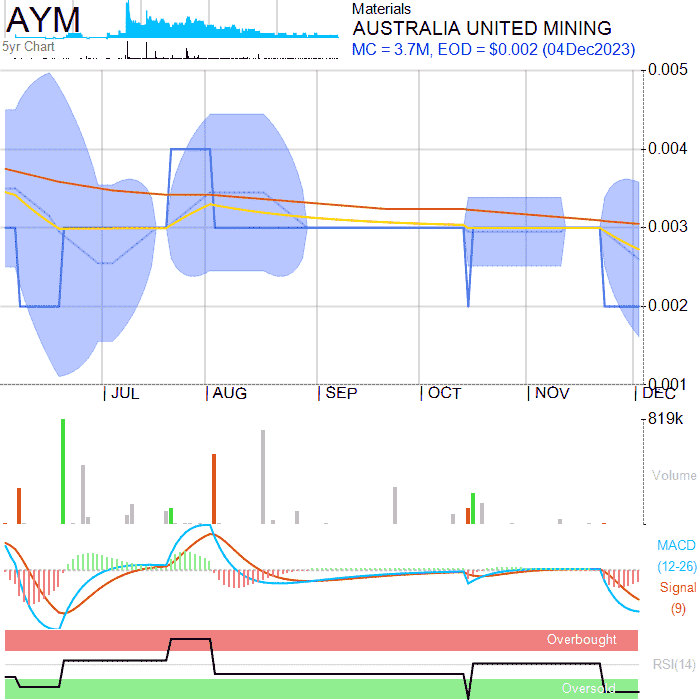 AYM
5yr Chart
Materials
AUSTRALIA UNITED MINING
MC = 3.7M, EOD = $0.002 (04Dec2023)
0.005
0.004
0.003
0.002
0.001
JUL AUG SEP OCT NOV DEC
819k
Volume
MACD
(12-26)
Signal
(9)
Overbought
RSI(14)
Oversold